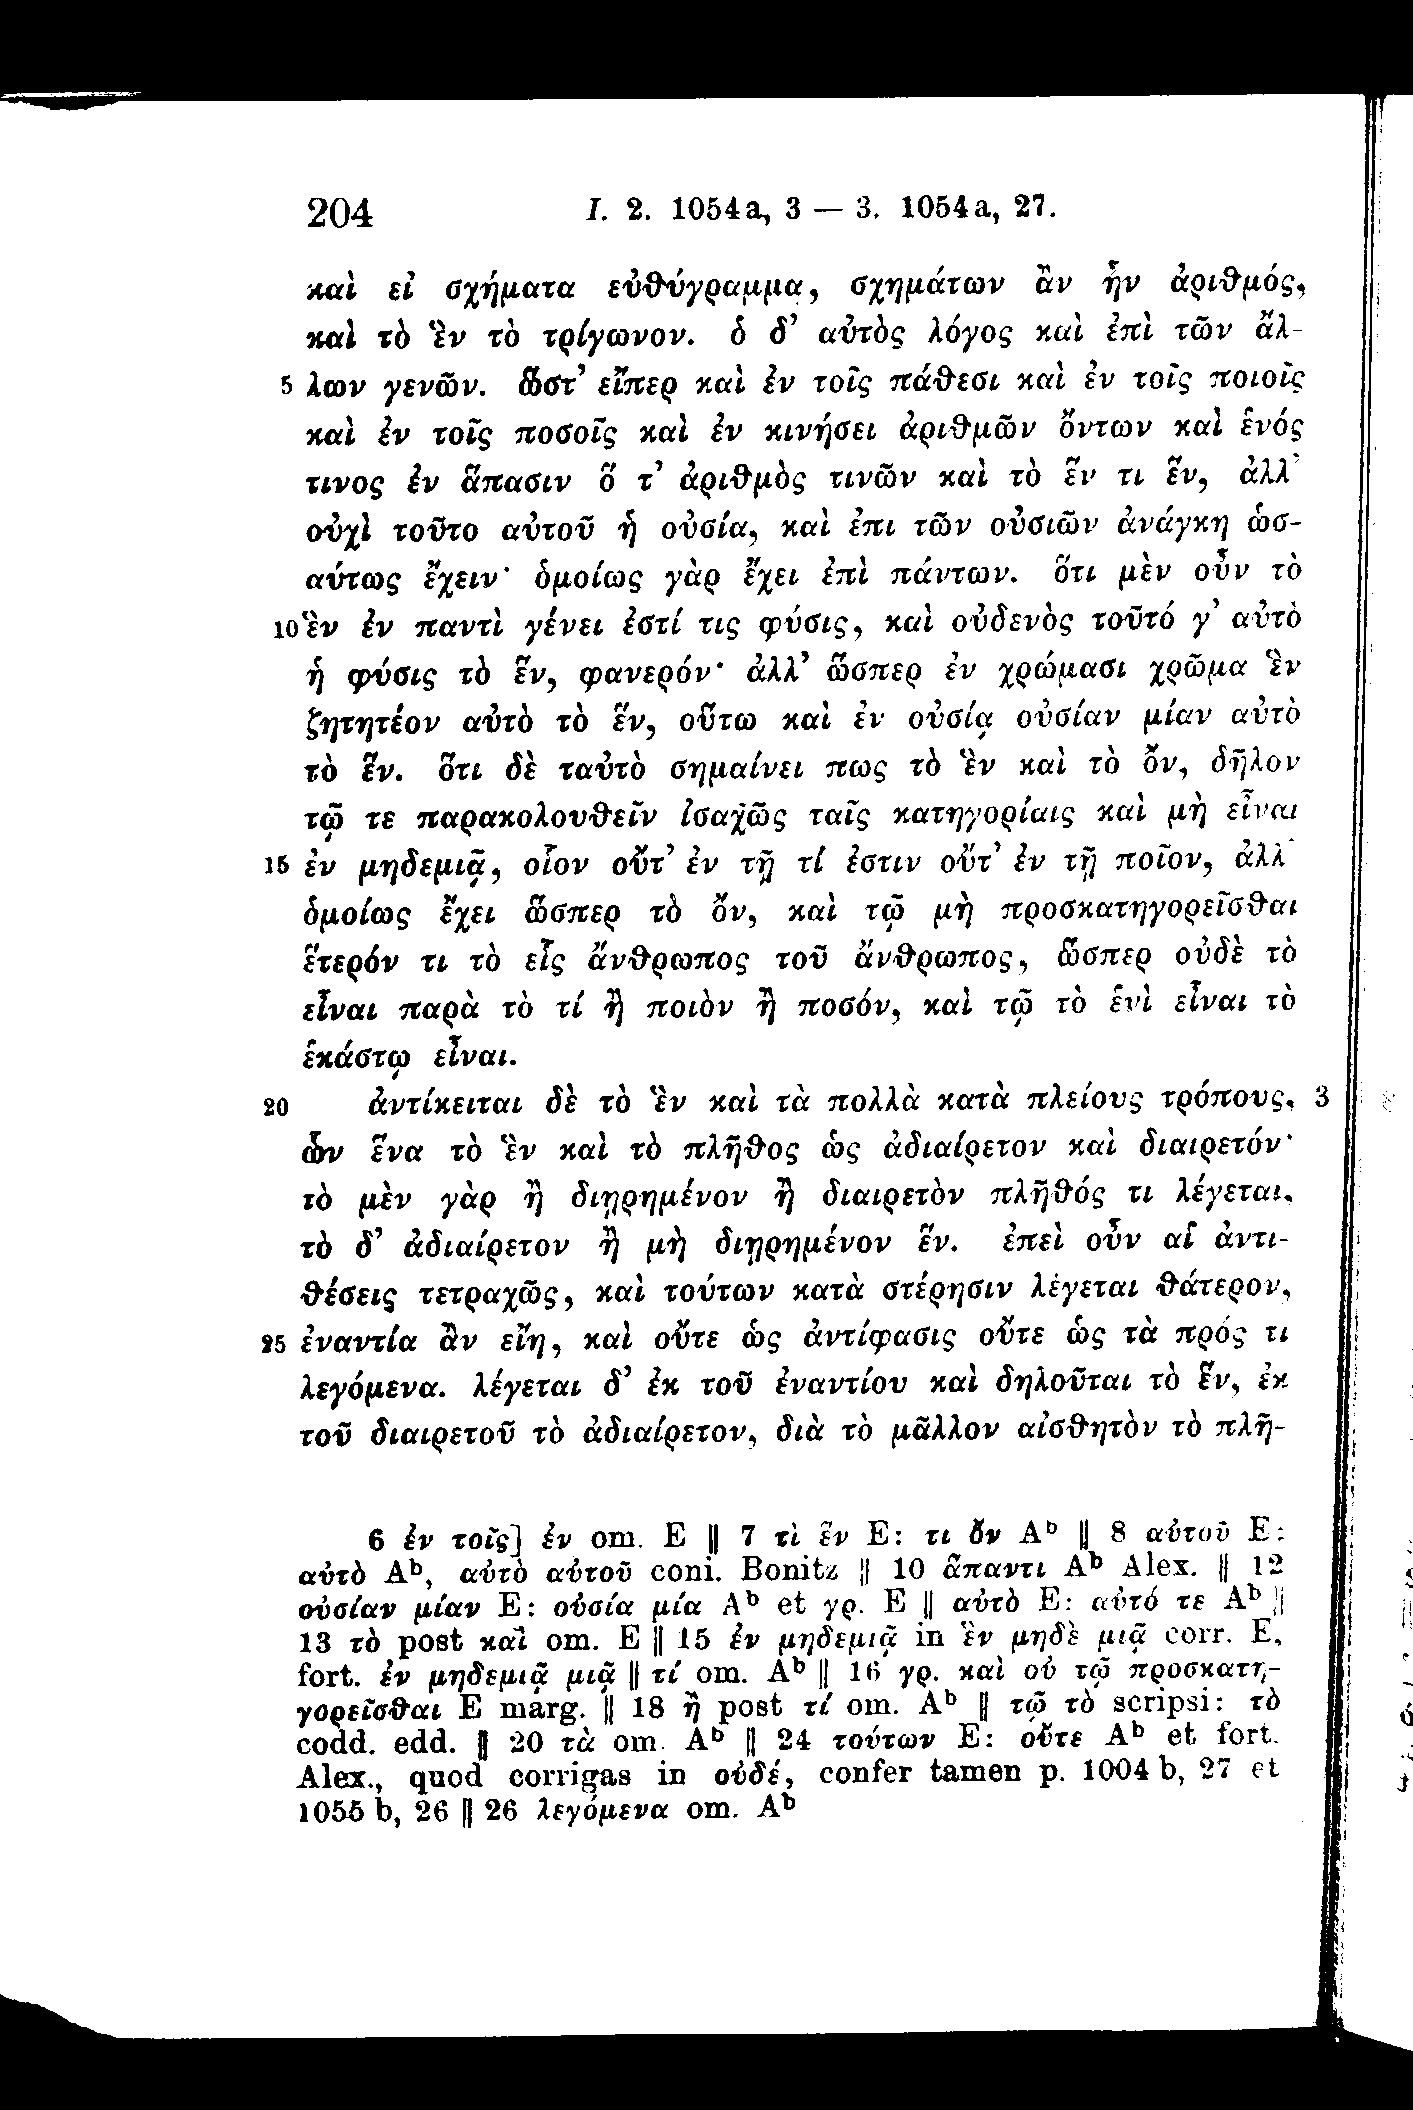 204 I. 2. 1054a, 3 — 3. 1054a, 27.
καὶ εἰ σχήματα εὐθύγραμμα, σχημάτων ἂν ἦν ἀριθμός,
καὶ τὸ ἓν τὸ τρίγωνον. ὁ δ' αὐτὸς λόγος καὶ ἐπὶ τῶν ἄλ-
5 λων γενῶν. ὥστ' εἴπερ καὶ ἐν τοῖς πάθεσι καὶ ἐν τοῖς ποιοῖς
καὶ ἐν τοῖς ποσοῖς καὶ ἐν κινήσει ἀριθμῶν ὄντων καὶ ἑνός
τινος ἐν ἅπασιν ὅ τ' ἀριθμὸς τινῶν καὶ τὸ ἕν τι ἕν, ἀλλ'
οὐχὶ τοῦτο αὐτοῦ ἡ οὐσία, καὶ ἐπι τῶν οὐσιῶν ἀνάγκη ὡσ-
αύτως ἔχειν· ὁμοίως γὰρ ἔχει ἐπὶ πάντων. ὅτι μὲν οὖν τὸ
10 ἓν ἐν παντὶ γένει ἐστί τις φύσις, καὶ οὐδενὸς τοῦτό γ' αὐτὸ
ἡ φύσις τὸ ἕν, φανερόν· ἀλλ' ὥσπερ ἐν χρώμασι χρῶμα ἓν
ζητητέον αὐτὸ τὸ ἕν, οὕτω καὶ ἐν οὐσίᾳ οὐσίαν μίαν αὐτὸ
τὸ ἕν. ὅτι δὲ ταὐτὸ σημαίνει πως τὸ ἓν καὶ τὸ ὄν, δῆλον
τῷ τε παρακολουθεῖν ἰσαχῶς ταῖς κατηγορίαις καὶ μὴ εἶναι
15 ἐν μηδεμιᾷ, οἷον οὔτ' ἐν τῇ τί ἐστιν οὔτ' ἐν τῇ ποῖον, ἀλλ'
ὁμοίως ἔχει ὥσπερ τὸ ὄν, καὶ τῷ μὴ προσκατηγορεῖσθαι
ἕτερόν τι τὸ εἷς ἄνθρωπος τοῦ ἄνθρωπος, ὥσπερ οὐδὲ τὸ
εἶναι παρὰ τὸ τί ἢ ποιὸν ἢ ποσόν, καὶ τῷ τὸ ἑνὶ εἶναι τὸ
ἑκάστῳ εἶναι.
20 ἀντίκειται δὲ τὸ ἓν καὶ τὰ πολλὰ κατὰ πλείους τρόπους, 3
ὧν ἕνα τὸ ἓν καὶ τὸ πλῆθος ὡς ἀδιαίρετον καὶ διαιρετόν·
τὸ μὲν γὰρ ἢ διῃρημένον ἢ διαιρετὸν πλῆθός τι λέγεται,
τὸ δ' ἀδιαίρετον ἢ μὴ διῃρημένον ἕν. ἐπεὶ οὖν αἱ ἀντι-
θέσεις τετραχῶς, καὶ τούτων κατὰ στέρησιν λέγεται θάτερον,
25 ἐναντία ἂν εἴη, καὶ οὔτε ὡς ἀντίφασις οὔτε ὡς τὰ πρός τι
λεγόμενα. λέγεται δ' ἐκ τοῦ ἐναντίου καὶ δηλοῦται τὸ ἕν, ἐκ
τοῦ διαιρετοῦ τὸ ἀδιαίρετον, διὰ τὸ μᾶλλον αἰσθητὸν τὸ πλῆ-
6 ἐν τοῖς] ἐν om. E ‖ 7 τὶ ἓν E: τι ὂν Aᵇ ‖ 8 αὐτοῦ E:
αὐτὸ Aᵇ, αὐτὸ αὑτοῦ coni. Bonitz ‖ 10 ἅπαντι Aᵇ Alex. ‖ 12
οὐσίαν μίαν E: οὐσία μία Aᵇ et γρ. E ‖ αὐτὸ E: αὐτό τε Aᵇ ‖
13 τὸ post καὶ om. E ‖ 15 ἐν μηδεμιᾷ in ἓν μηδὲ μιᾷ corr. E,
fort. ἐν μηδεμιᾷ μιᾷ ‖ τί om. Aᵇ ‖ 16 γρ. καὶ οὐ τῷ προσκατη-
γορεῖσθαι E marg. ‖ 18 ἢ post τί om. Aᵇ ‖ τῷ τὸ scripsi: τὸ
codd. edd. ‖ 20 τὰ om. Aᵇ ‖ 24 τούτων E: οὔτε Aᵇ et fort.
Alex., quod corrigas in οὐδέ, confer tamen p. 1004 b, 27 et
1055 b, 26 ‖ 26 λεγόμενα om. Aᵇ